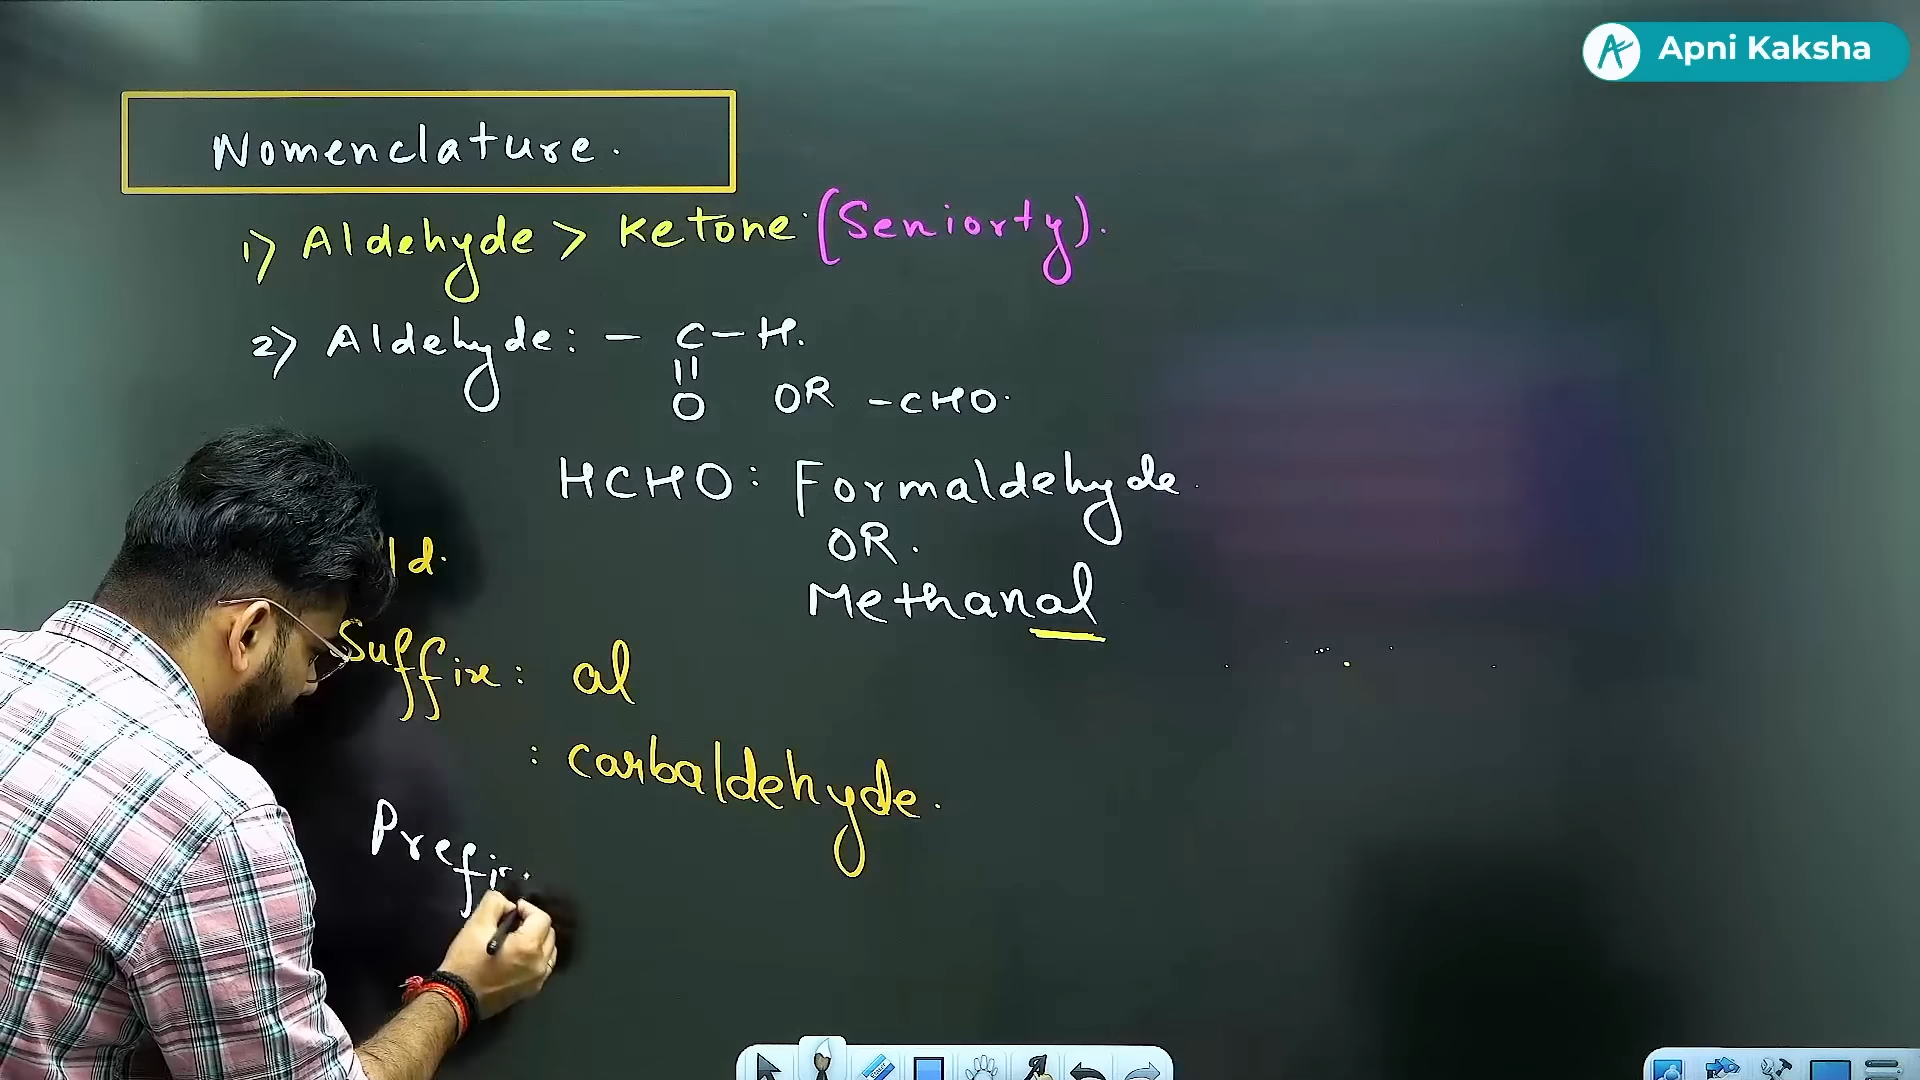 Apni Kaksha
Nomenclature.
1) Aldehyde > Ketone (Seniorty).
2) Aldehyde: - C-H.
||
O OR -CHO.
HCHO: Formaldehyde.
OR.
ld.
Methanal
Suffix: al
: carbaldehyde.
Prefix